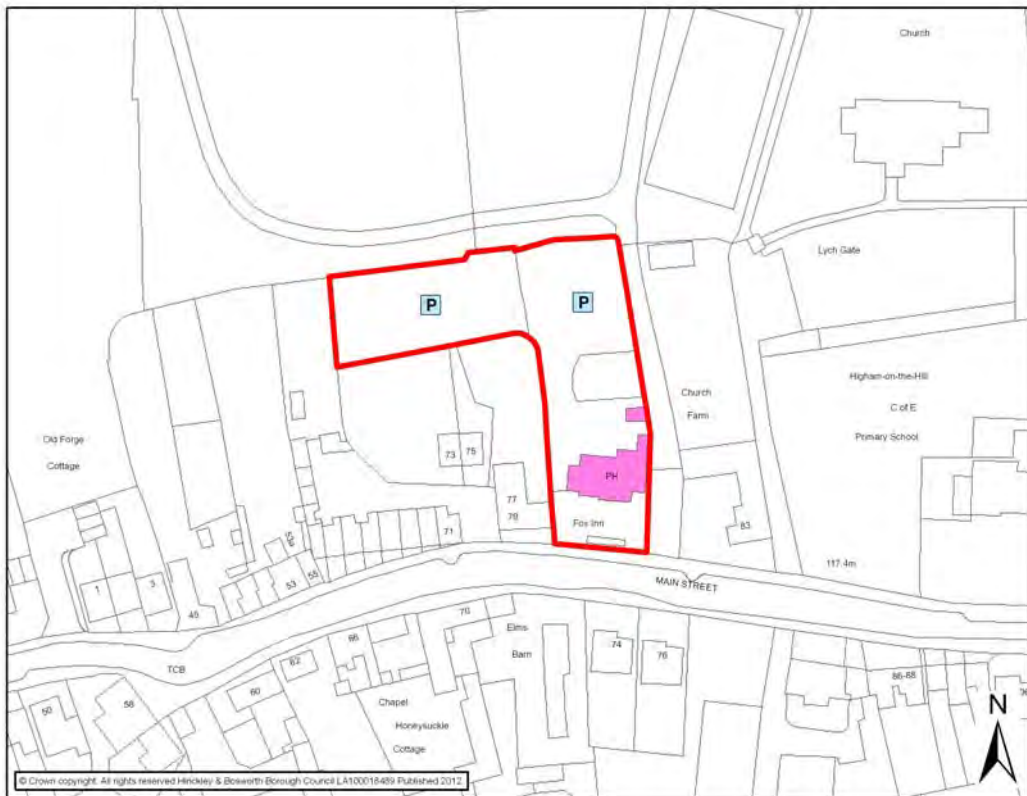 Church
Lych Gate
P
P
Higham-on-the-Hill
C of E
Primary School
Church
Farm
Old Forge
Cottage
73
75
PH
77
79
Fox Inn
71
83
53
55
117.4m
1
3
45
MAIN STREET
70
66
Elms
Barn
74
76
TCB
62
60
86-88
50
58
Chapel
Honeysuckle
Cottage
N
© Crown copyright. All rights reserved Hinckley & Bosworth Borough Council LA100018489 Published 2012